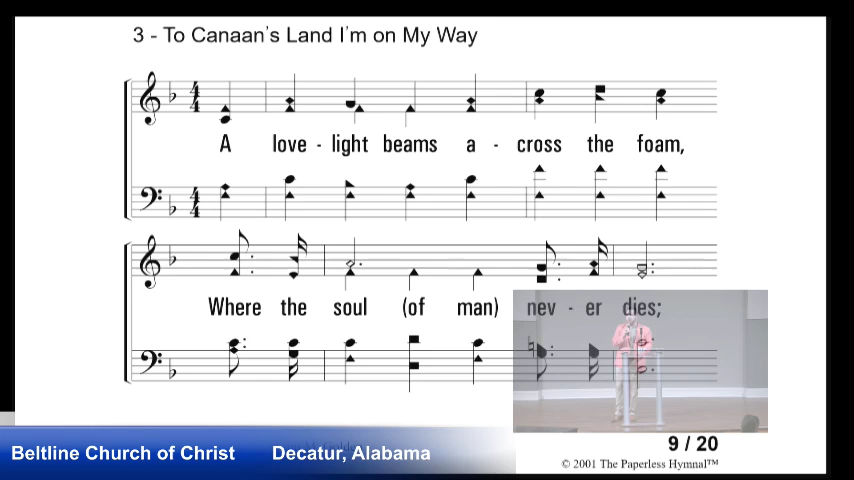 3 - To Canaan's Land I'm on My Way
A love - light beams a - cross the foam,
Where the soul (of man) nev - er dies;
9 / 20
© 2001 The Paperless Hymnal™
Beltline Church of Christ Decatur, Alabama